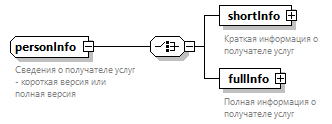 shortInfo
Краткая информация о
получателе услуг
personInfo
Сведения о получателе услуг
- короткая версия или
полная версия
fullInfo
Полная информация о
получателе услуг